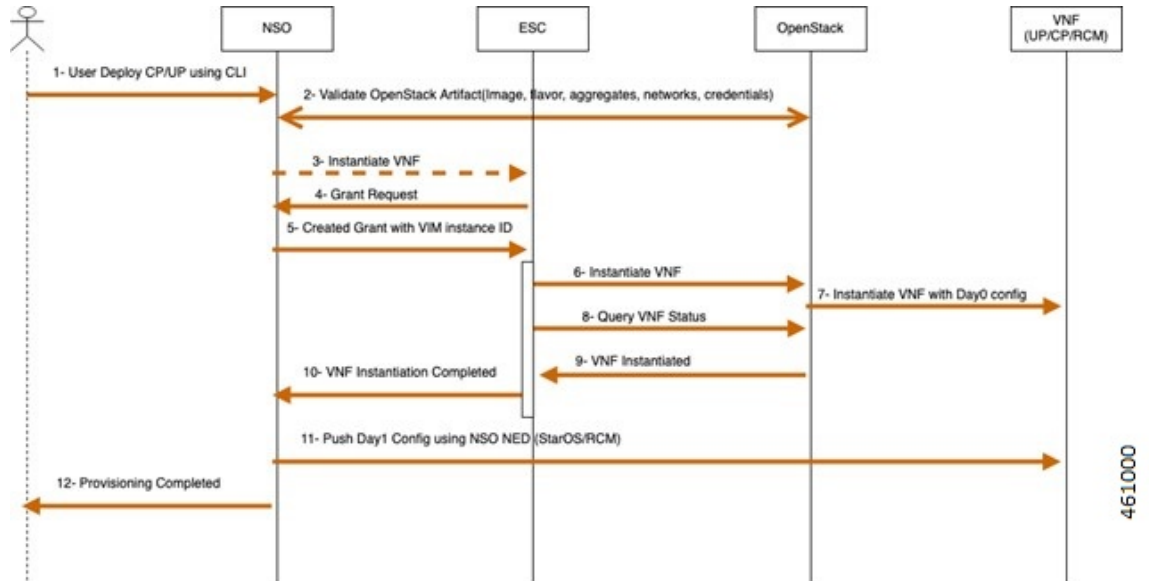 NSO
ESC
OpenStack
VNF
(UP/CP/RCM)
1- User Deploy CP/UP using CLI
2- Validate OpenStack Artifact(Image, flavor, aggregates, networks, credentials)
3- Instantiate VNF
4- Grant Request
5- Created Grant with VIM instance ID
6- Instantiate VNF
7- Instantiate VNF with Day0 config
8- Query VNF Status
9- VNF Instantiated
10- VNF Instantiation Completed
11- Push Day1 Config using NSO NED (StarOS/RCM)
12- Provisioning Completed
461000